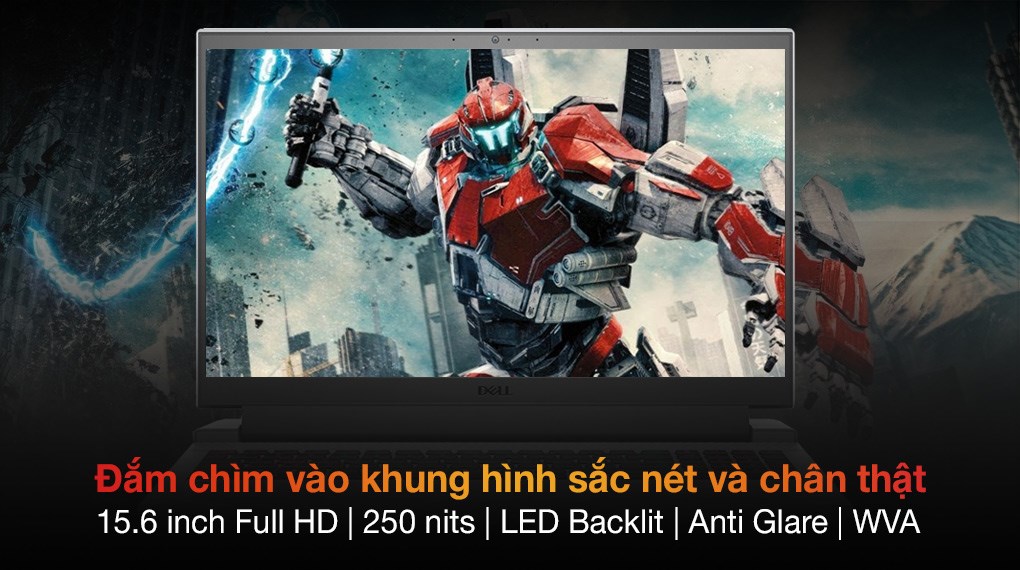 DELL
Đắm chìm vào khung hình sắc nét và chân thật
15.6 inch Full HD | 250 nits | LED Backlit | Anti Glare | WVA